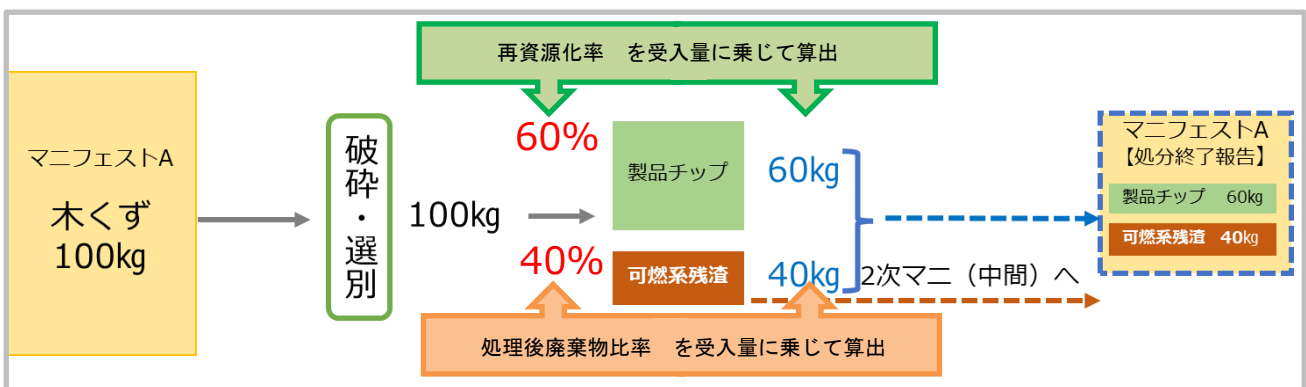 再資源化率　を受入量に乗じて算出
マニフェストA
木くず
100kg
破砕・選別
100kg
60%
製品チップ
60kg
40%
可燃系残渣
40kg
2次マニ（中間）へ
処理後廃棄物比率　を受入量に乗じて算出
マニフェストA
【処分終了報告】
製品チップ　60kg
可燃系残渣　40kg